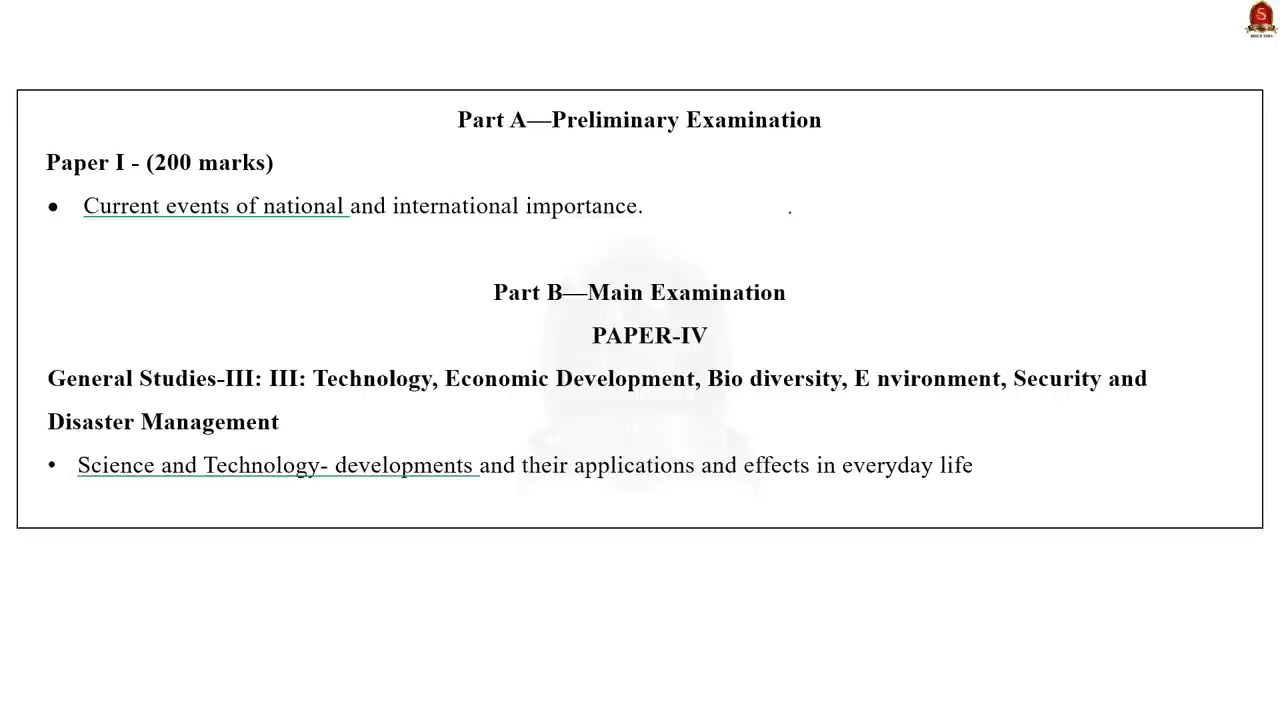 S
SINCE 2004
Part A—Preliminary Examination
Paper I - (200 marks)
● Current events of national and international importance.
Part B—Main Examination
PAPER-IV
General Studies-III: III: Technology, Economic Development, Bio diversity, E nvironment, Security and
Disaster Management
• Science and Technology- developments and their applications and effects in everyday life